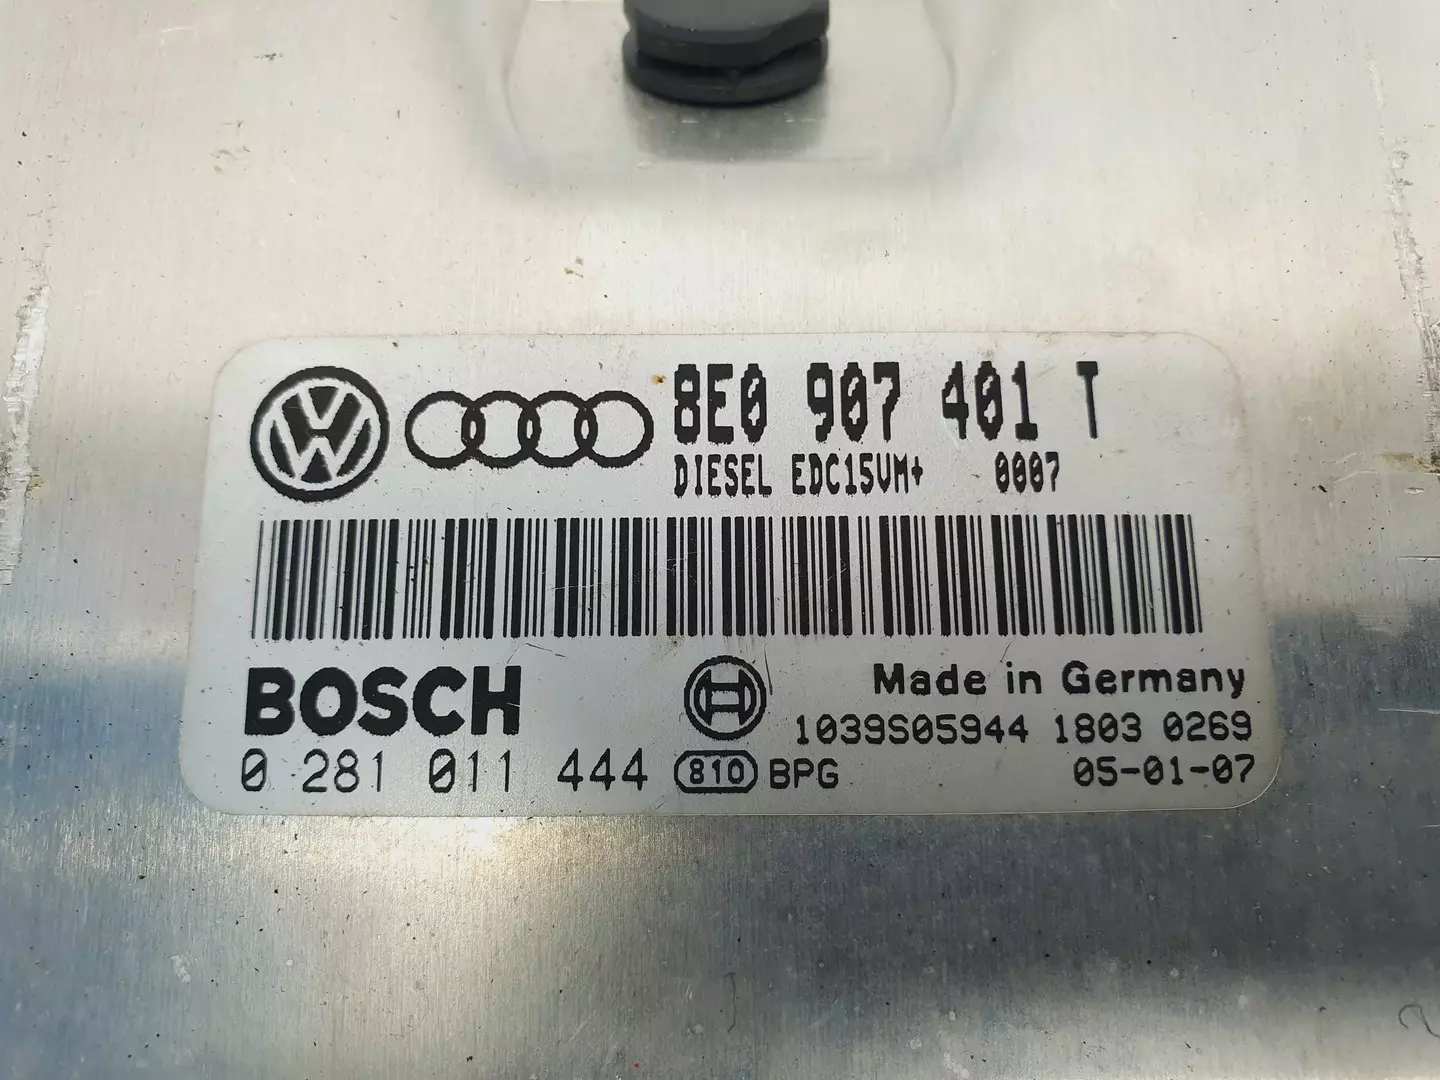 8E0 907 401 T
DIESEL EDC15VM+ 0007
BOSCH
Made in Germany
1039S05944 1803 0269
0 281 011 444 810 BPG 05-01-07